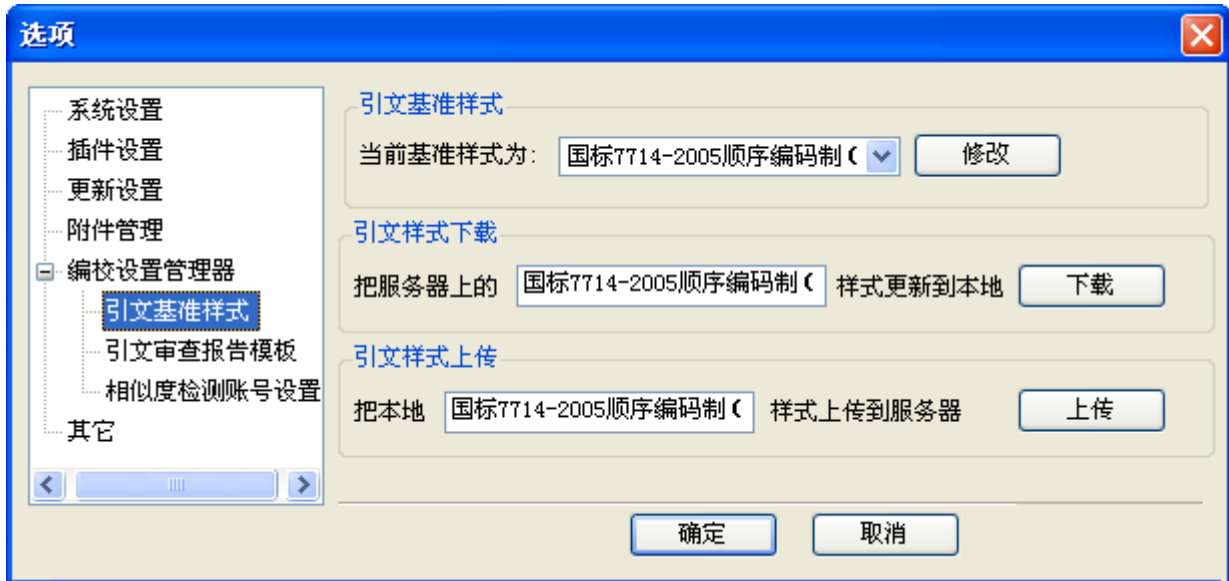 选项
系统设置
插件设置
更新设置
附件管理
编校设置管理器
引文基准样式
引文审查报告模板
相似度检测账号设置
其它
引文基准样式
当前基准样式为: 国标7714-2005顺序编码制( 修改
引文样式下载
把服务器上的 国标7714-2005顺序编码制( 样式更新到本地 下载
引文样式上传
把本地 国标7714-2005顺序编码制( 样式上传到服务器 上传
确定 取消